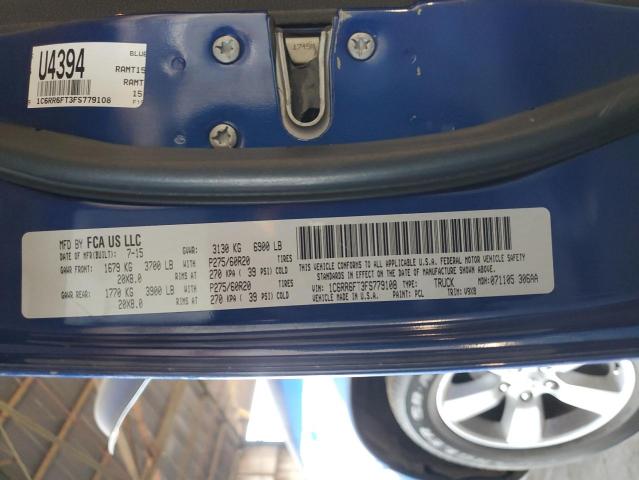 BLUE
U4394
RAMT15
RAMT
15
1C6RR6FT3FS779108
MFD BY FCA US LLC
DATE OF MFR(BUILT): 7-15
GVWR: 3130 KG 6900 LB
GAWR FRONT: 1679 KG 3700 LB WITH P275/60R20 TIRES
20X8.0 RIMS AT 270 KPA ( 39 PSI) COLD
GAWR REAR: 1770 KG 3900 LB WITH P275/60R20 TIRES
20X8.0 RIMS AT 270 KPA ( 39 PSI) COLD
THIS VEHICLE CONFORMS TO ALL APPLICABLE U.S.A. FEDERAL MOTOR VEHICLE SAFETY
STANDARDS IN EFFECT ON THE DATE OF MANUFACTURE SHOWN ABOVE
VIN: 1C6RR6FT3FS779108 TYPE: TRUCK MDH: 071105 306AA
VEHICLE MADE IN U.S.A. PAINT: PCL TRIM: V9X8